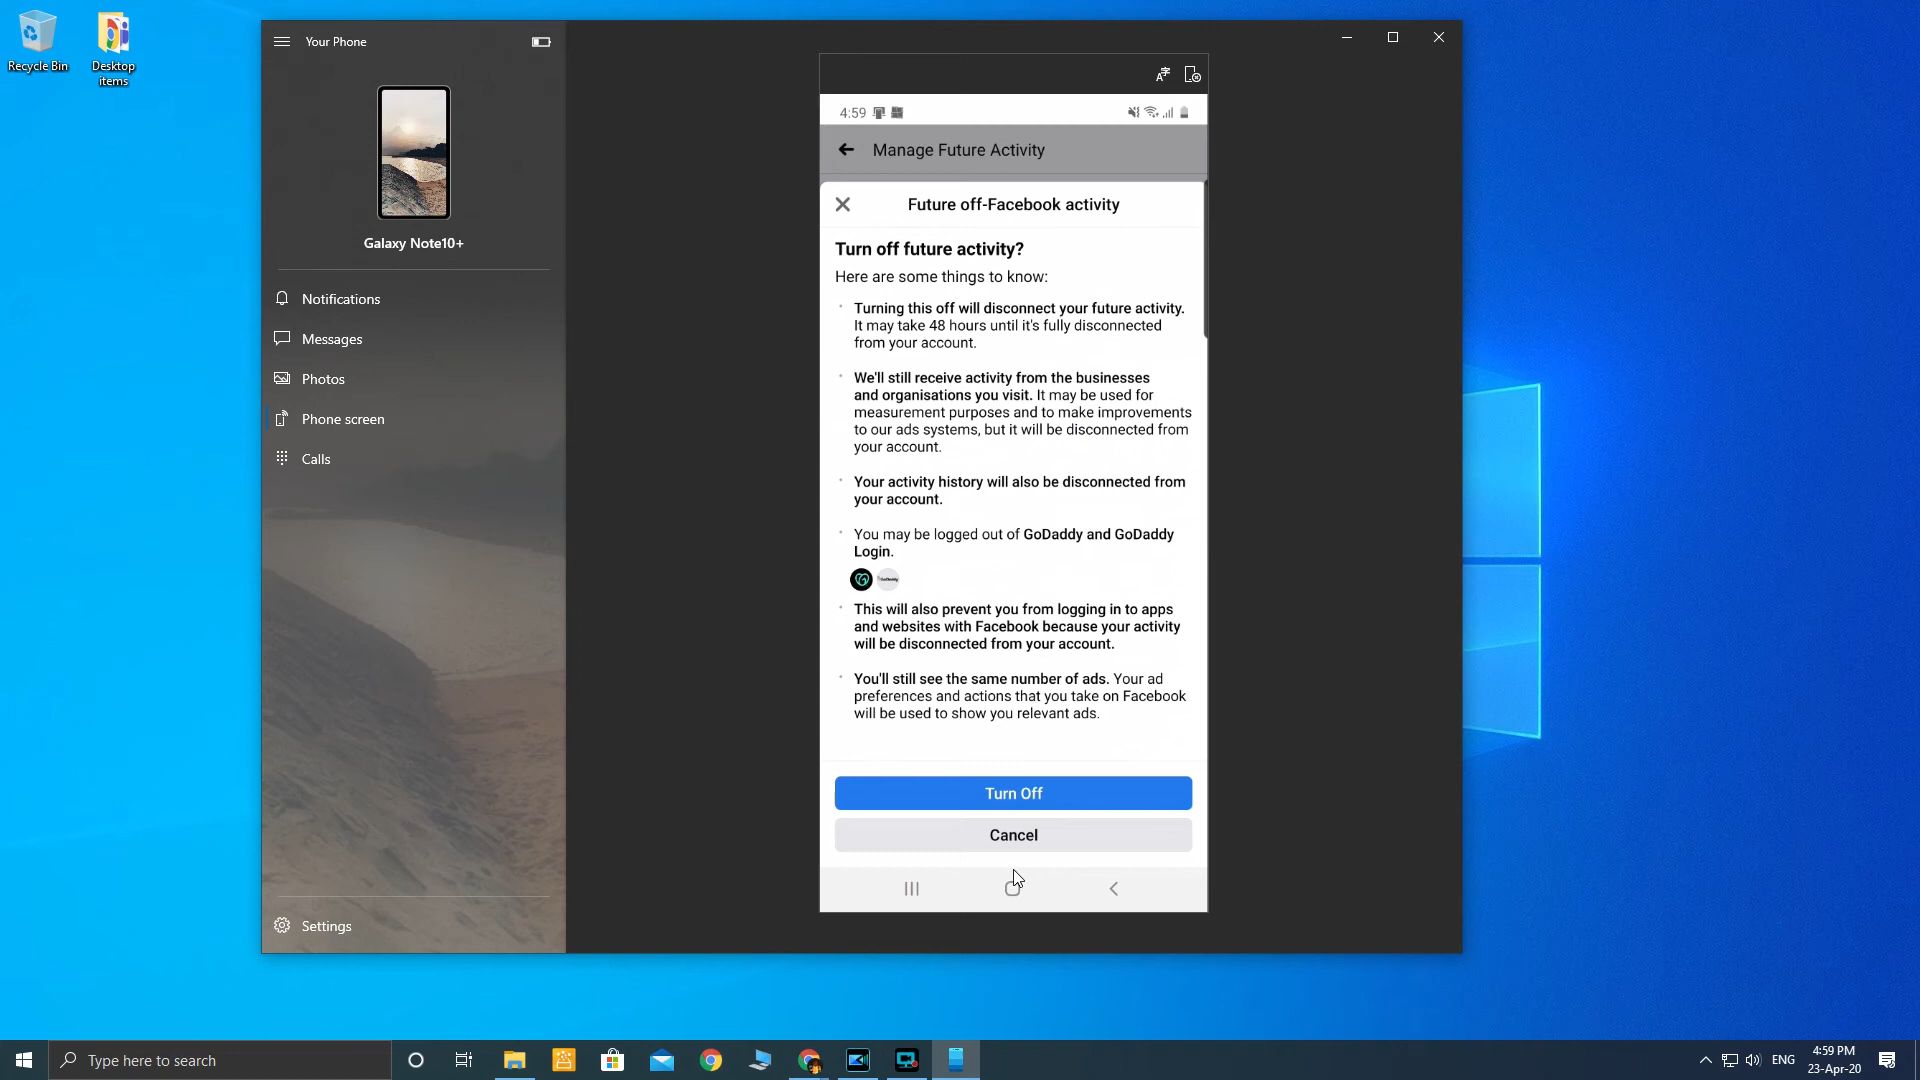 Recycle Bin
Desktop
items
Your Phone
Galaxy Note10+
Notifications
Messages
Photos
Phone screen
Calls
Settings
4:59
Manage Future Activity
Future off-Facebook activity
Turn off future activity?
Here are some things to know:
Turning this off will disconnect your future activity.
It may take 48 hours until it's fully disconnected
from your account.
We'll still receive activity from the businesses
and organisations you visit. It may be used for
measurement purposes and to make improvements
to our ads systems, but it will be disconnected from
your account.
Your activity history will also be disconnected from
your account.
You may be logged out of GoDaddy and GoDaddy
Login.
This will also prevent you from logging in to apps
and websites with Facebook because your activity
will be disconnected from your account.
You'll still see the same number of ads. Your ad
preferences and actions that you take on Facebook
will be used to show you relevant ads.
Turn Off
Cancel
Type here to search
ENG
4:59 PM
23-Apr-20